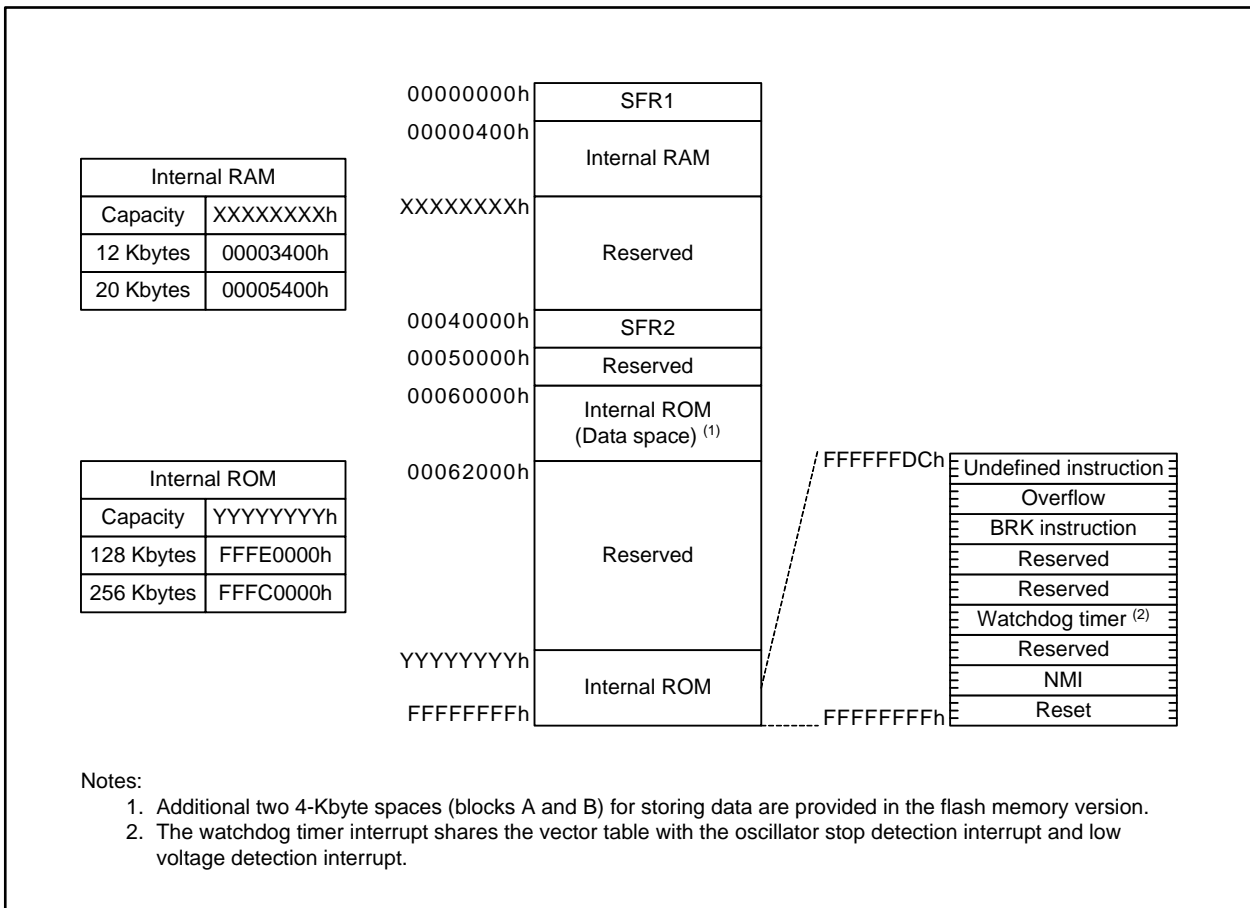 00000000h
SFR1
00000400h
Internal RAM
Internal RAM
Capacity XXXXXXXXh
12 Kbytes 00003400h
20 Kbytes 00005400h
XXXXXXXXh
Reserved
00040000h
SFR2
00050000h
Reserved
00060000h
Internal ROM
(Data space) (1)
00062000h
Internal ROM
Capacity YYYYYYYYh
128 Kbytes FFFE0000h
256 Kbytes FFFC0000h
Reserved
YYYYYYYYh
Internal ROM
FFFFFFFFh
FFFFFFDCh
Undefined instruction
Overflow
BRK instruction
Reserved
Reserved
Watchdog timer (2)
Reserved
NMI
Reset
FFFFFFFFh
Notes:
1. Additional two 4-Kbyte spaces (blocks A and B) for storing data are provided in the flash memory version.
2. The watchdog timer interrupt shares the vector table with the oscillator stop detection interrupt and low
voltage detection interrupt.